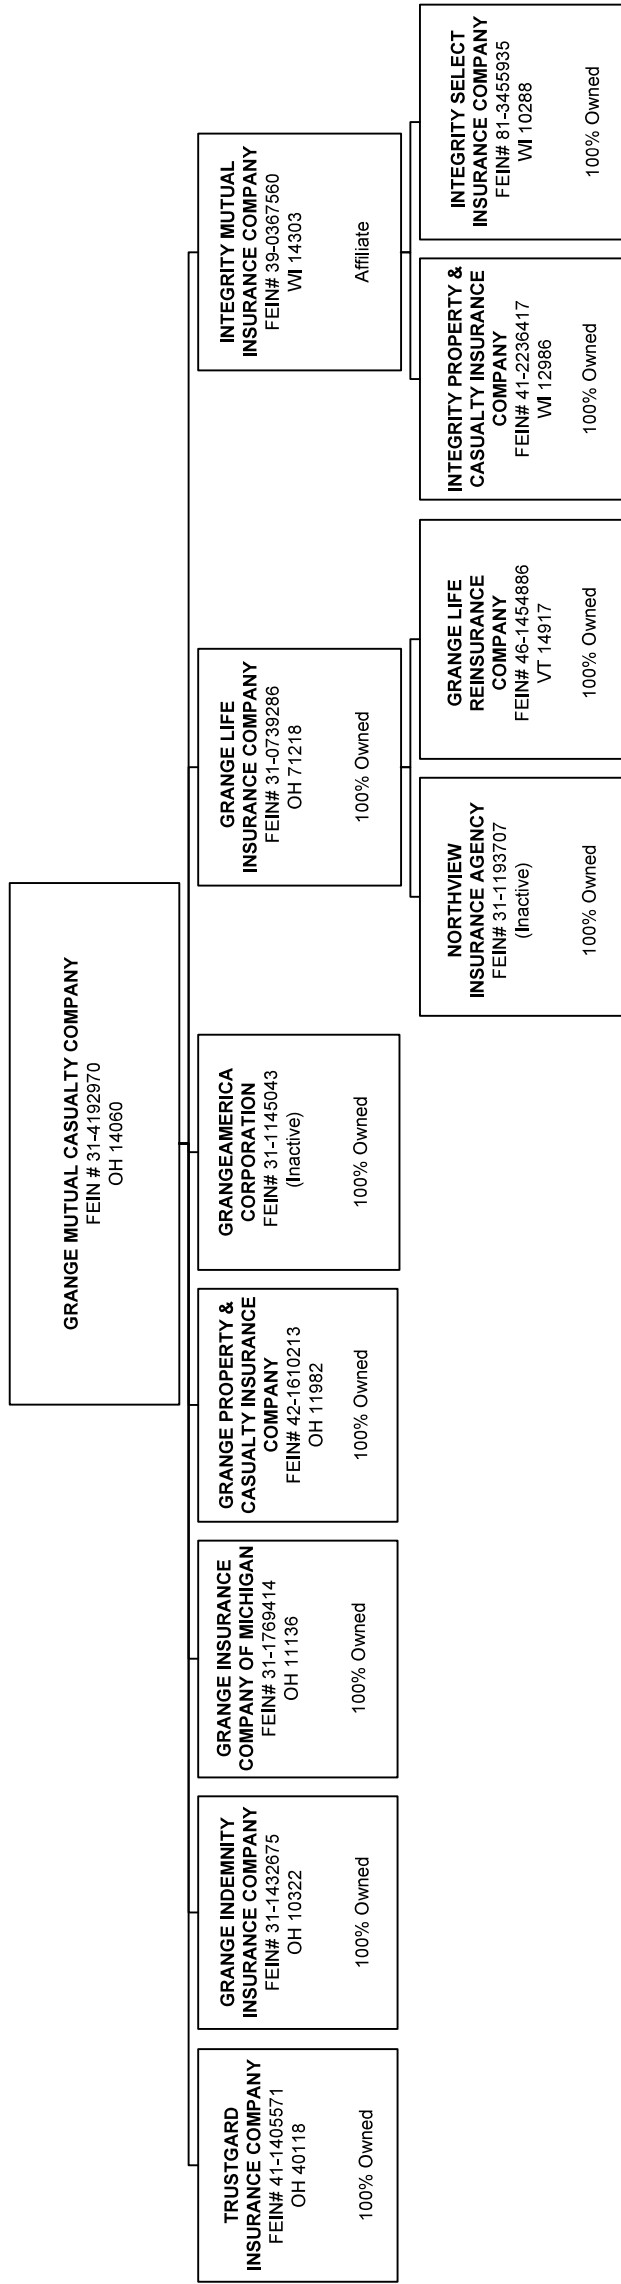 GRANGE MUTUAL CASUALTY COMPANY
FEIN # 31-4192970
OH 14060
TRUSTGARD
INSURANCE COMPANY
FEIN# 41-1405571
OH 40118
100% Owned
GRANGE INDEMNITY
INSURANCE COMPANY
FEIN# 31-1432675
OH 10322
100% Owned
GRANGE INSURANCE
COMPANY OF MICHIGAN
FEIN# 31-1769414
OH 11136
100% Owned
GRANGE PROPERTY &
CASUALTY INSURANCE
COMPANY
FEIN# 42-1610213
OH 11982
100% Owned
GRANGEAMERICA
CORPORATION
FEIN# 31-1145043
(Inactive)
100% Owned
GRANGE LIFE
INSURANCE COMPANY
FEIN# 31-0739286
OH 71218
100% Owned
INTEGRITY MUTUAL
INSURANCE COMPANY
FEIN# 39-0367560
WI 14303
Affiliate
NORTHVIEW
INSURANCE AGENCY
FEIN# 31-1193707
(Inactive)
100% Owned
GRANGE LIFE
REINSURANCE
COMPANY
FEIN# 46-1454886
VT 14917
100% Owned
INTEGRITY PROPERTY &
CASUALTY INSURANCE
COMPANY
FEIN# 41-2236417
WI 12986
100% Owned
INTEGRITY SELECT
INSURANCE COMPANY
FEIN# 81-3455935
WI 10288
100% Owned